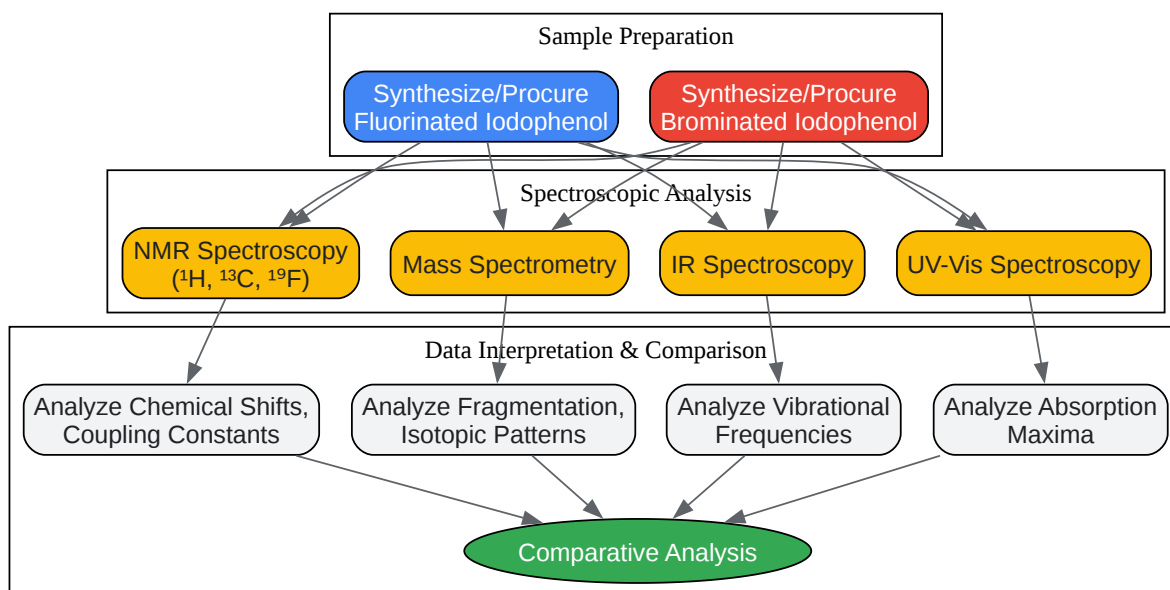 Sample Preparation
Synthesize/Procure
Fluorinated Iodophenol
Synthesize/Procure
Brominated Iodophenol
Spectroscopic Analysis
NMR Spectroscopy
(¹H, ¹³C, ¹⁹F)
Mass Spectrometry
IR Spectroscopy
UV-Vis Spectroscopy
Data Interpretation & Comparison
Analyze Chemical Shifts,
Coupling Constants
Analyze Fragmentation,
Isotopic Patterns
Analyze Vibrational
Frequencies
Analyze Absorption
Maxima
Comparative Analysis